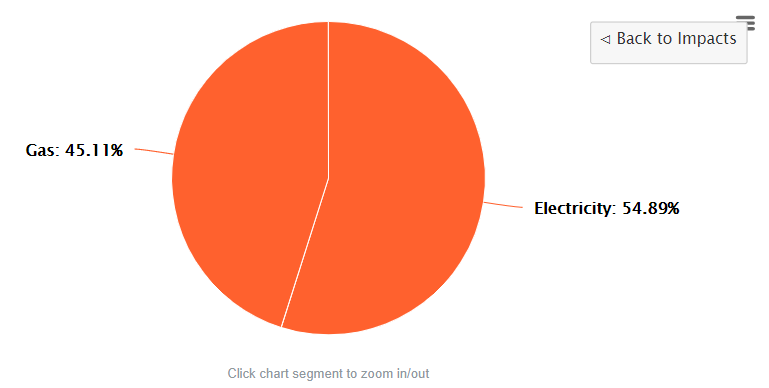 ◁ Back to Impacts
Gas: 45.11%
Electricity: 54.89%
Click chart segment to zoom in/out